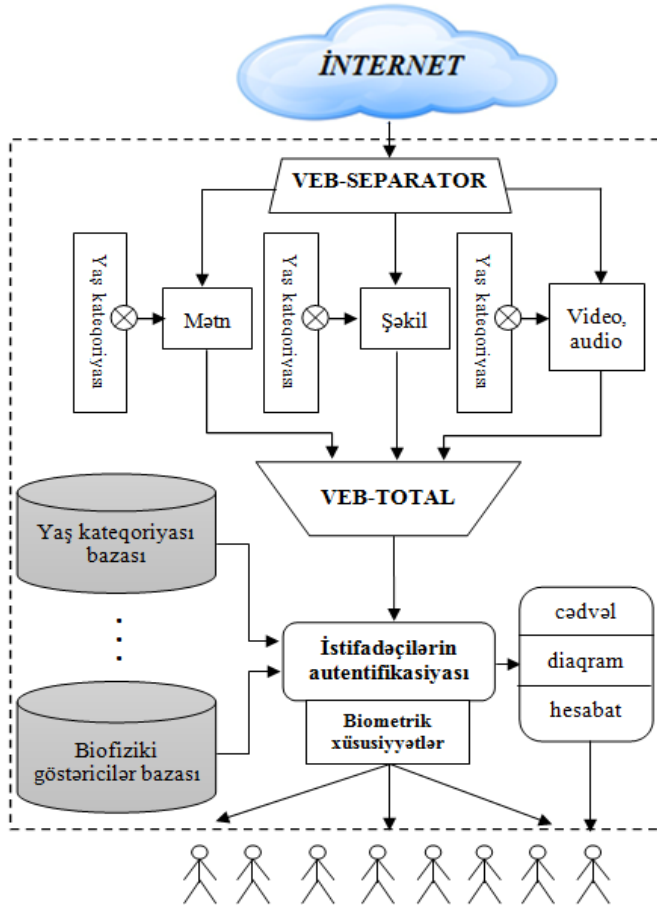 İNTERNET
VEB-SEPARATOR
Yaş kateqoriyası
Mətn
Yaş kateqoriyası
Şəkil
Yaş kateqoriyası
Video,
audio
VEB-TOTAL
Yaş kateqoriyası
bazası
İstifadəçilərin
autentifikasiyası
Biometrik
xüsusiyyətlər
cədvəl
diaqram
hesabat
Biofiziki
göstəricilər bazası